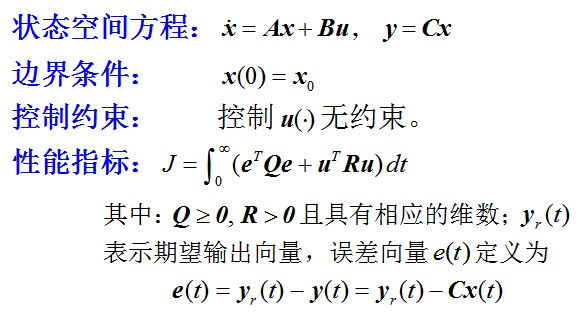 状态空间方程: ẋ = Ax + Bu, y = Cx
边界条件: x(0) = x₀
控制约束: 控制 u(·) 无约束。
性能指标: J = ∫₀^∞ (eᵀQe + uᵀRu) dt
其中: Q ≥ 0, R > 0 且具有相应的维数; yᵣ(t)
表示期望输出向量，误差向量 e(t) 定义为
e(t) = yᵣ(t) − y(t) = yᵣ(t) − Cx(t)